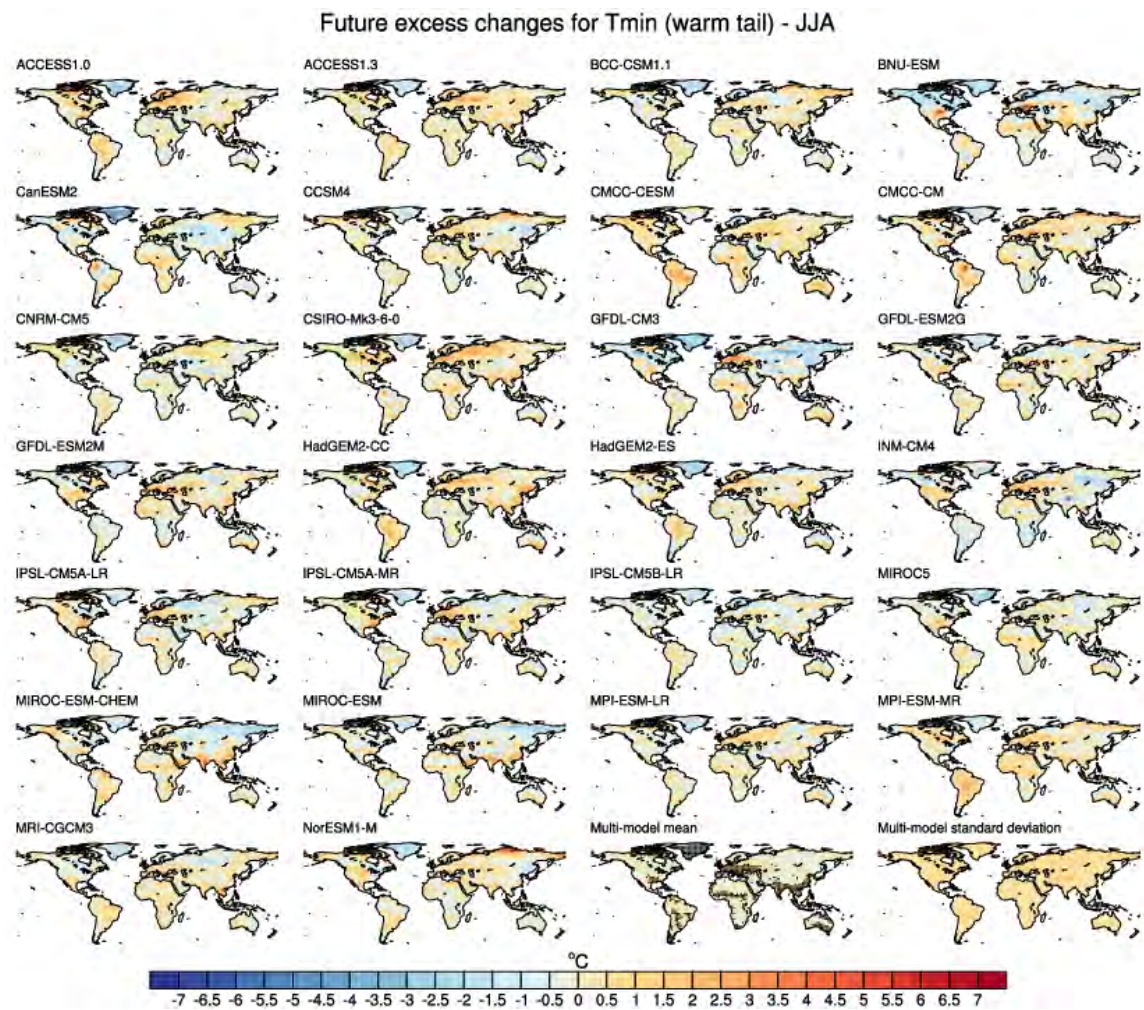 Future excess changes for Tmin (warm tail) - JJA
ACCESS1.0 ACCESS1.3 BCC-CSM1.1 BNU-ESM
CanESM2 CCSM4 CMCC-CESM CMCC-CM
CNRM-CM5 CSIRO-Mk3-6-0 GFDL-CM3 GFDL-ESM2G
GFDL-ESM2M HadGEM2-CC HadGEM2-ES INM-CM4
IPSL-CM5A-LR IPSL-CM5A-MR IPSL-CM5B-LR MIROC5
MIROC-ESM-CHEM MIROC-ESM MPI-ESM-LR MPI-ESM-MR
MRI-CGCM3 NorESM1-M Multi-model mean Multi-model standard deviation
°C
-7 -6.5 -5.5 -5 -4.5 -4 -3.5 -3 -2.5 -2 -1.5 -1 -0.5 0 0.5 1 1.5 2 2.5 3 3.5 4 4.5 5 5.5 6 6.5 7